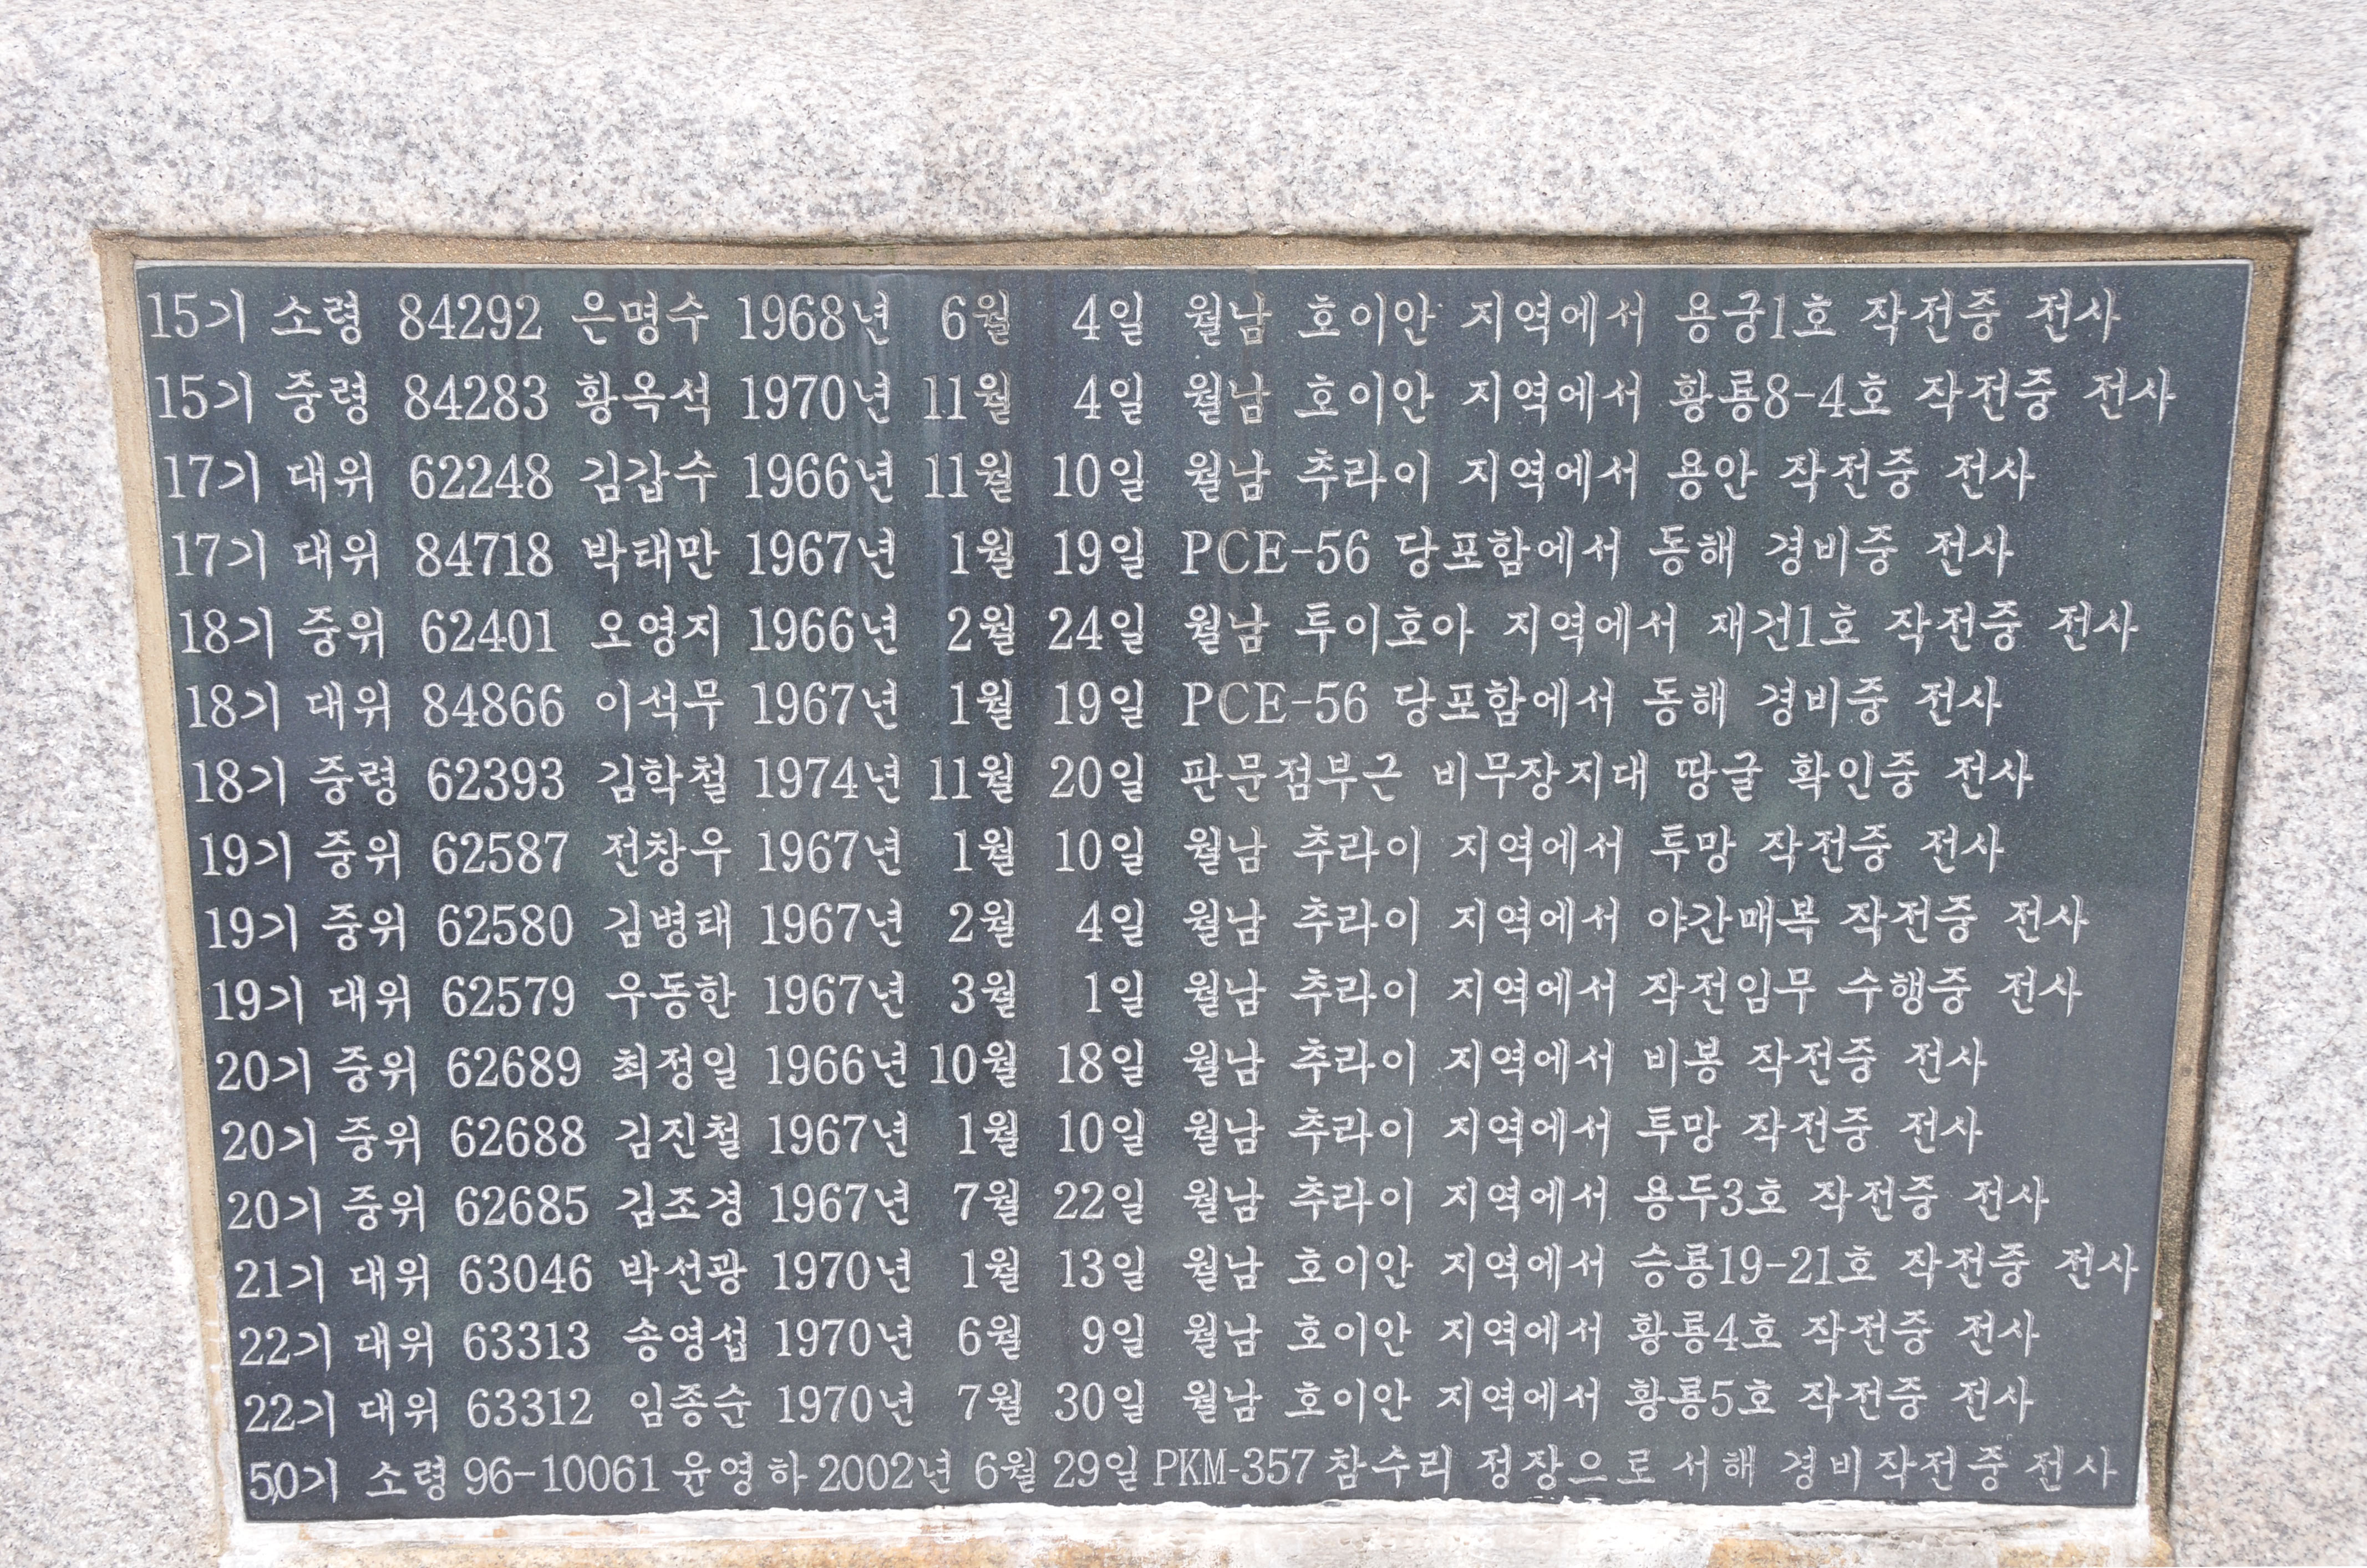 15기 소령 84292 은명수 1968년 6월 4일 월남 호이안 지역에서 용궁1호 작전중 전사
15기 중령 84283 황옥석 1970년 11월 4일 월남 호이안 지역에서 황룡8-4호 작전중 전사
17기 대위 62248 김갑수 1966년 11월 10일 월남 추라이 지역에서 용안 작전중 전사
17기 대위 84718 박태만 1967년 1월 19일 PCE-56 당포함에서 동해 경비중 전사
18기 중위 62401 오영지 1966년 2월 24일 월남 투이호아 지역에서 재건1호 작전중 전사
18기 대위 84866 이석무 1967년 1월 19일 PCE-56 당포함에서 동해 경비중 전사
18기 중령 62393 김학철 1974년 11월 20일 판문점부근 비무장지대 땅굴 확인중 전사
19기 중위 62587 전창우 1967년 1월 10일 월남 추라이 지역에서 투망 작전중 전사
19기 중위 62580 김병태 1967년 2월 4일 월남 추라이 지역에서 야간매복 작전중 전사
19기 대위 62579 우동한 1967년 3월 1일 월남 추라이 지역에서 작전임무 수행중 전사
20기 중위 62689 최정일 1966년 10월 18일 월남 추라이 지역에서 비봉 작전중 전사
20기 중위 62688 김진철 1967년 1월 10일 월남 추라이 지역에서 투망 작전중 전사
20기 중위 62685 김조경 1967년 7월 22일 월남 추라이 지역에서 용두3호 작전중 전사
21기 대위 63046 박선광 1970년 1월 13일 월남 호이안 지역에서 승룡19-21호 작전중 전사
22기 대위 63313 송영섭 1970년 6월 9일 월남 호이안 지역에서 황룡4호 작전중 전사
22기 대위 63312 임종순 1970년 7월 30일 월남 호이안 지역에서 황룡5호 작전중 전사
50기 소령 96-10061 윤영하 2002년 6월 29일 PKM-357 참수리 정장으로 서해 경비작전중 전사